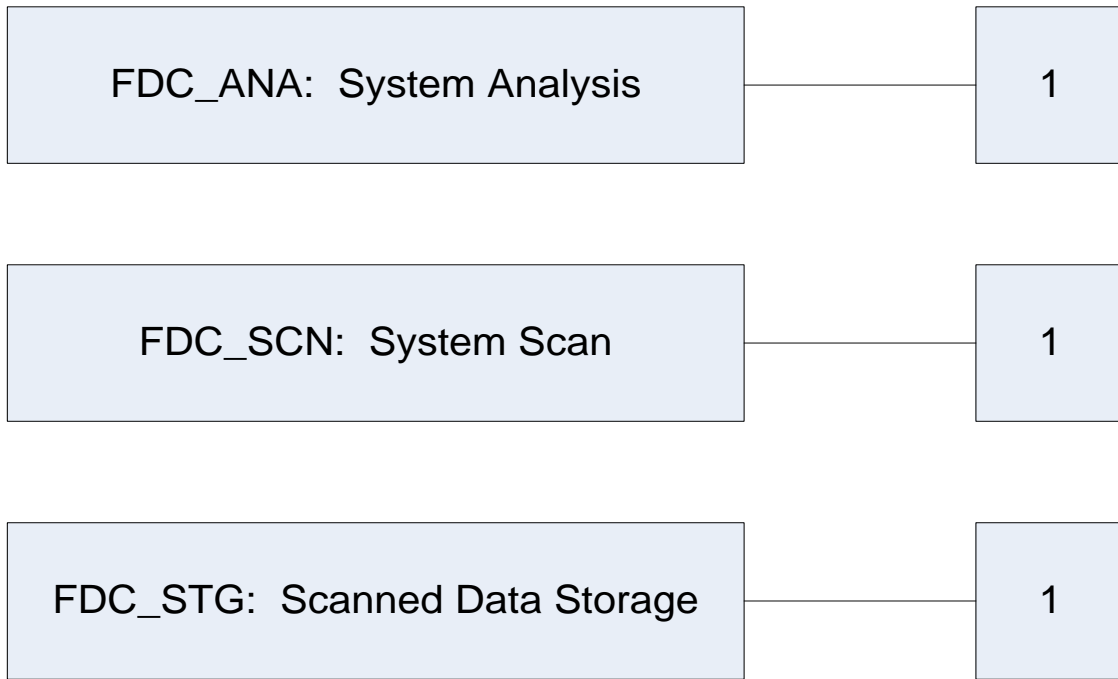 FDC_ANA:  System Analysis
1
FDC_SCN:  System Scan
1
FDC_STG:  Scanned Data Storage
1